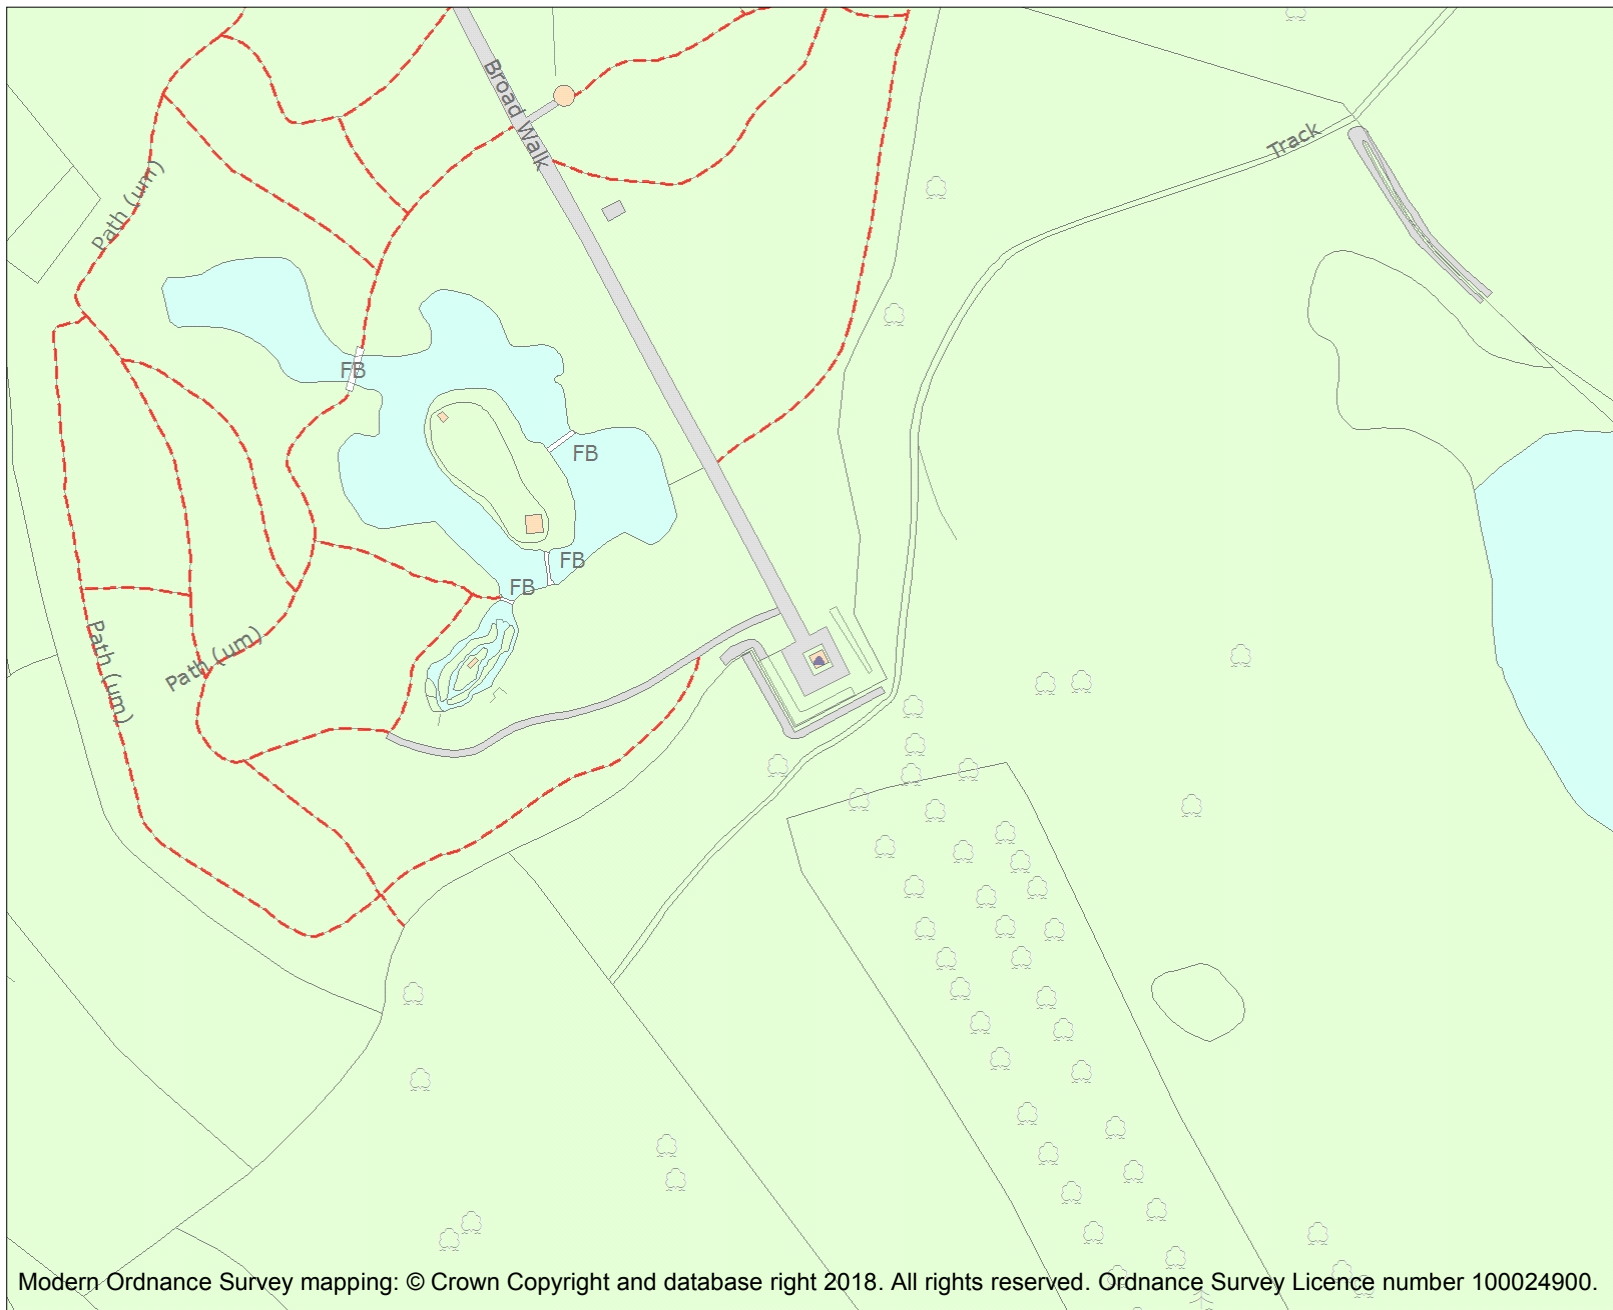 Broad Walk
Track
Path (um)
FB
FB
FB
FB
Path (um)
Path (um)
Modern Ordnance Survey mapping: © Crown Copyright and database right 2018. All rights reserved. Ordnance Survey Licence number 100024900.